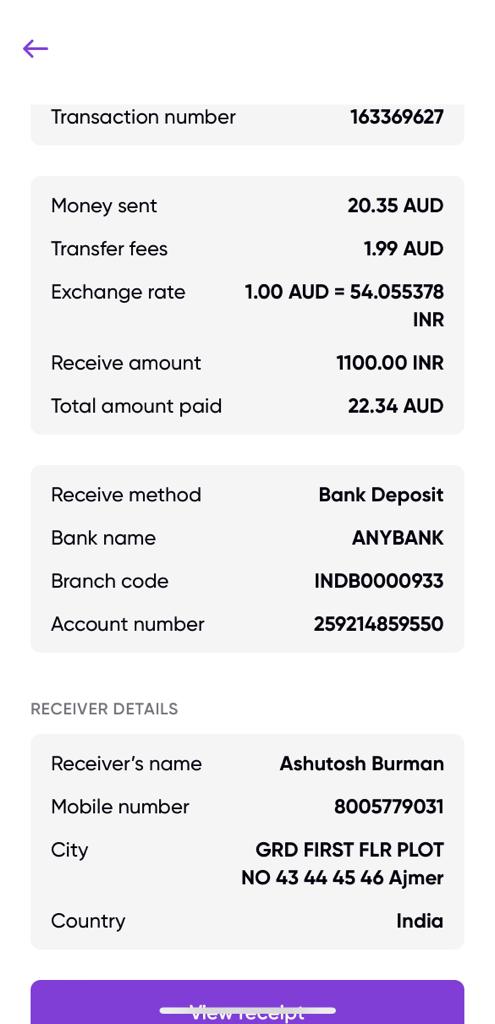 Transaction number 163369627
Money sent 20.35 AUD
Transfer fees 1.99 AUD
Exchange rate 1.00 AUD = 54.055378
INR
Receive amount 1100.00 INR
Total amount paid 22.34 AUD
Receive method Bank Deposit
Bank name ANYBANK
Branch code INDB0000933
Account number 259214859550
RECEIVER DETAILS
Receiver's name Ashutosh Burman
Mobile number 8005779031
City GRD FIRST FLR PLOT
NO 43 44 45 46 Ajmer
Country India
View receipt